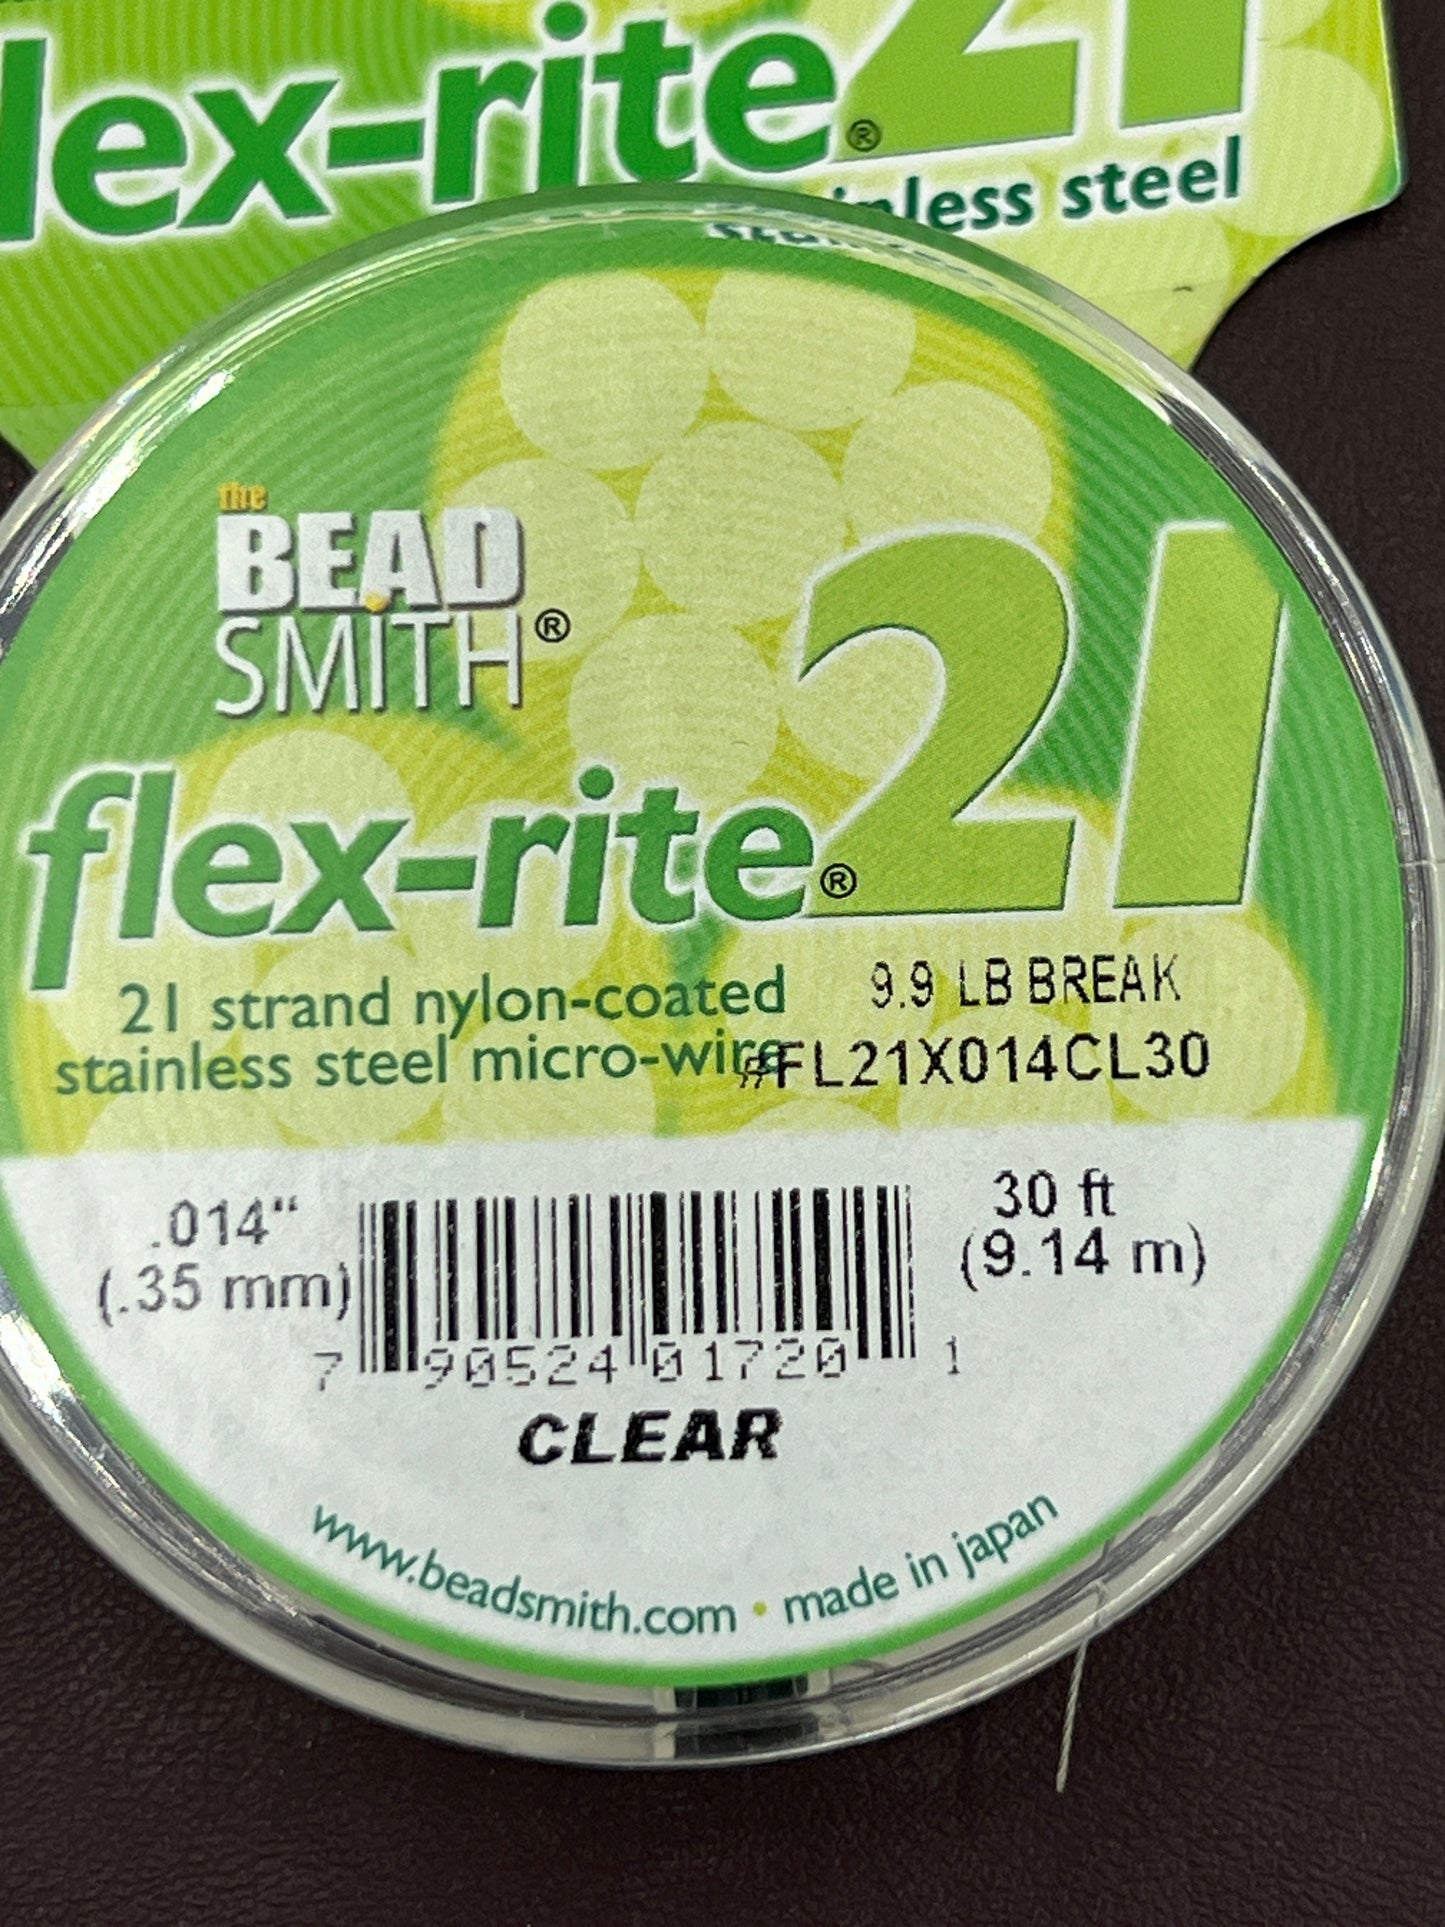 lex-rite® 21
stainless steel
the
BEAD
SMITH®
flex-rite® 21
21 strand nylon-coated
stainless steel micro-wire
9.9 LB BREAK
#FL21X014CL30
.014"
(.35 mm)
30 ft
(9.14 m)
7 90524 01720 1
CLEAR
www.beadsmith.com • made in japan